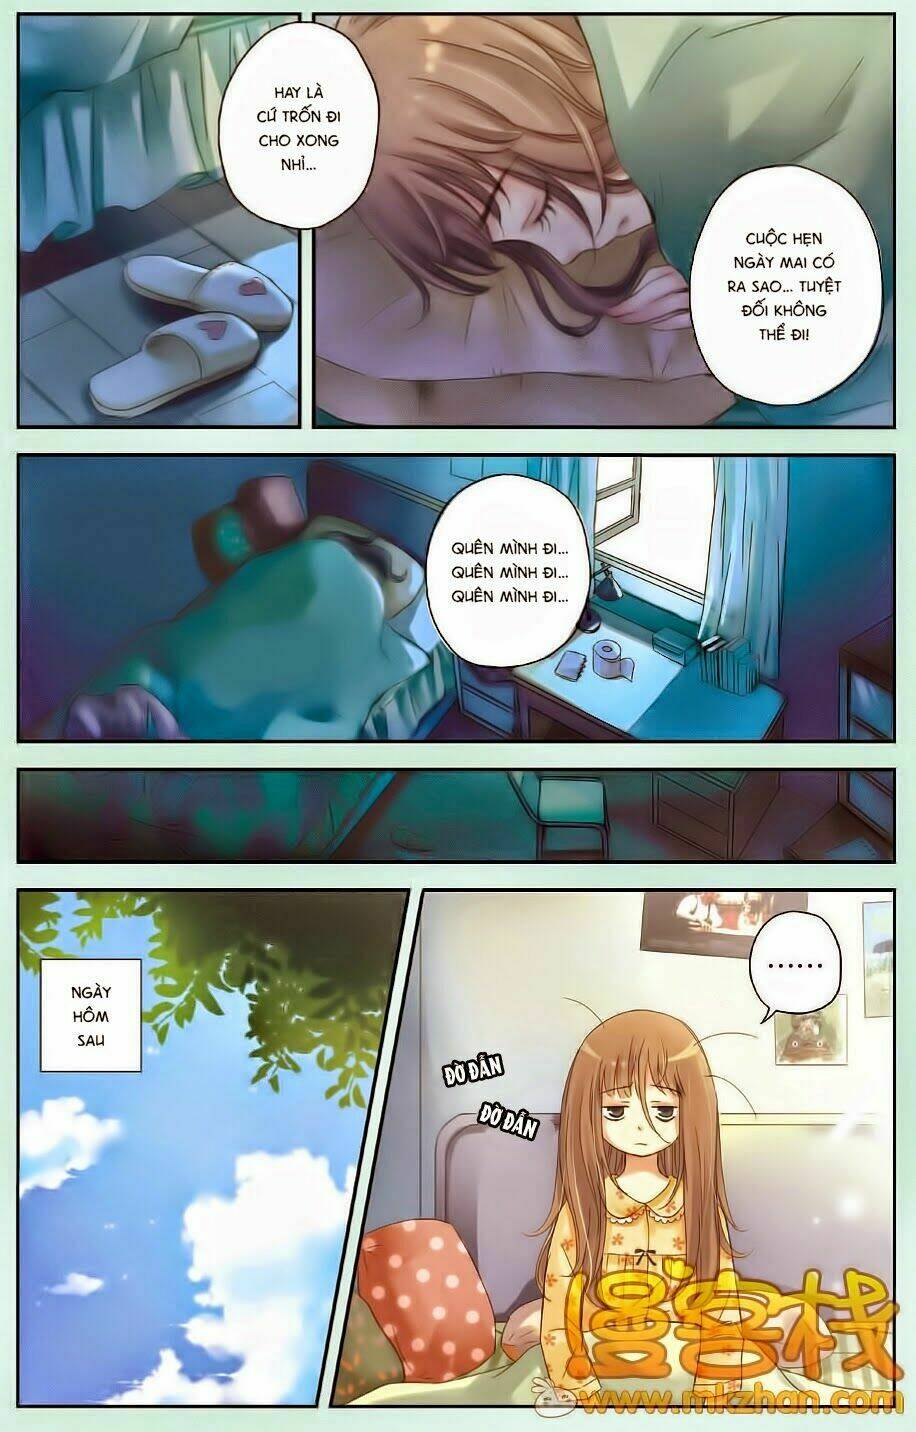 HAY LÀ
CỨ TRỐN ĐI
CHO XONG
NHỈ...
CUỘC HẸN
NGÀY MAI CÓ
RA SAO... TUYỆT
ĐỐI KHÔNG
THỂ ĐI!
QUÊN MÌNH ĐI...
QUÊN MÌNH ĐI...
QUÊN MÌNH ĐI...
NGÀY
HÔM
SAU
......
ĐỜ ĐẪN
ĐỜ ĐẪN
漫客栈
www.mkzhan.com